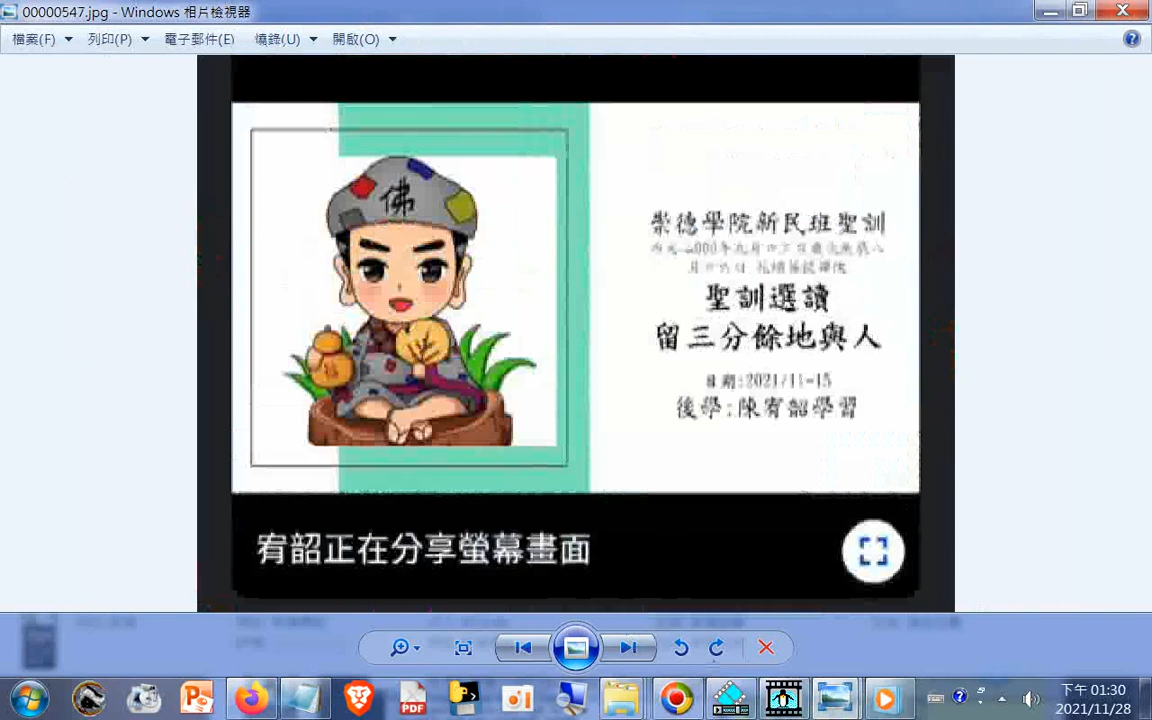 00000547.jpg - Windows 相片檢視器
檔案(F) 列印(P) 電子郵件(E) 燒錄(U) 開啟(O)
佛
崇德學院新民班聖訓
聖訓選讀
留三分餘地與人
日期:2021/11-15
後學:陳宥韶學習
宥韶正在分享螢幕畫面
下午 01:30
2021/11/28